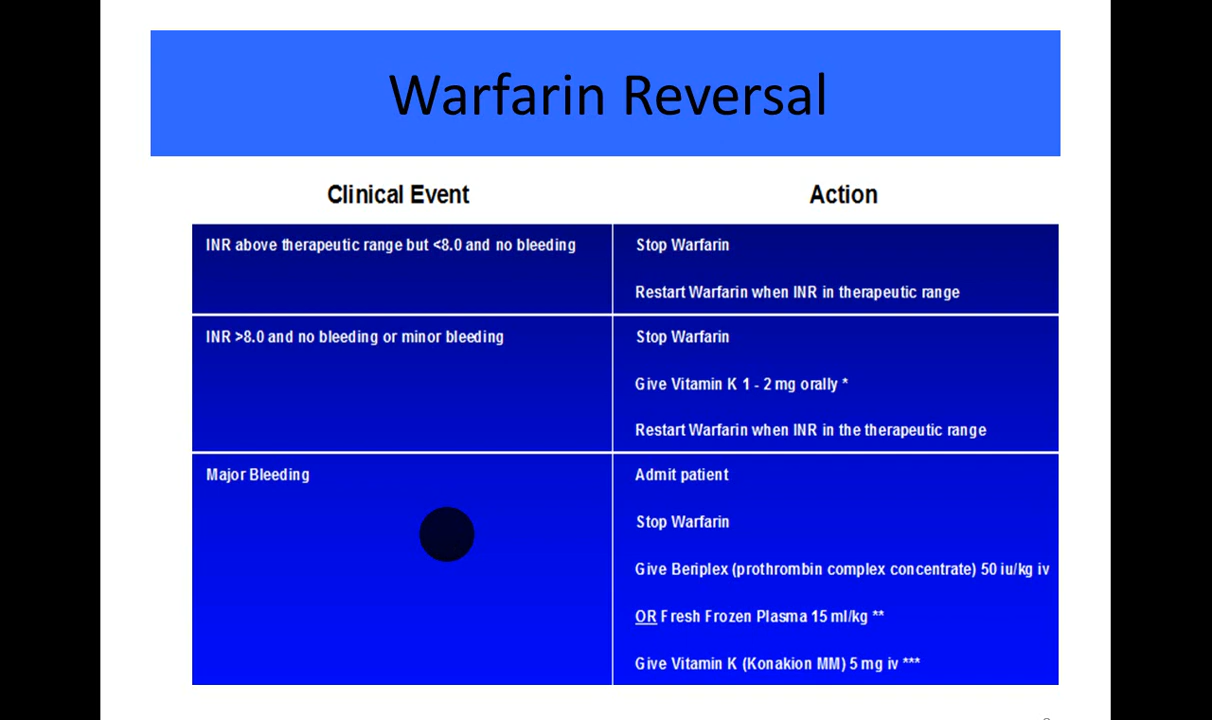 Warfarin Reversal
Clinical Event
Action
INR above therapeutic range but <8.0 and no bleeding
Stop Warfarin
Restart Warfarin when INR in therapeutic range
INR >8.0 and no bleeding or minor bleeding
Stop Warfarin
Give Vitamin K 1 - 2 mg orally *
Restart Warfarin when INR in the therapeutic range
Major Bleeding
Admit patient
Stop Warfarin
Give Beriplex (prothrombin complex concentrate) 50 iu/kg iv
OR Fresh Frozen Plasma 15 ml/kg **
Give Vitamin K (Konakion MM) 5 mg iv ***